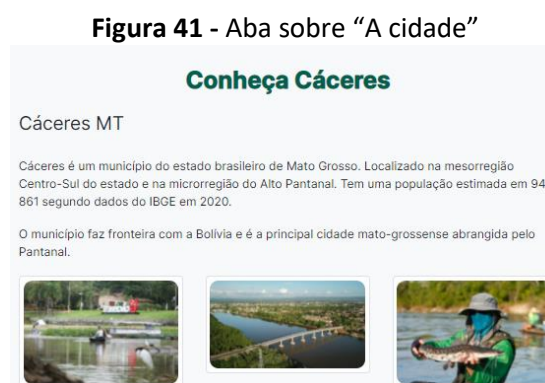 Figura 41 - Aba sobre “A cidade”
Conheça Cáceres
Cáceres MT
Cáceres é um município do estado brasileiro de Mato Grosso. Localizado na mesorregião
Centro-Sul do estado e na microrregião do Alto Pantanal. Tem uma população estimada em 94
861 segundo dados do IBGE em 2020.
O município faz fronteira com a Bolívia e é a principal cidade mato-grossense abrangida pelo
Pantanal.